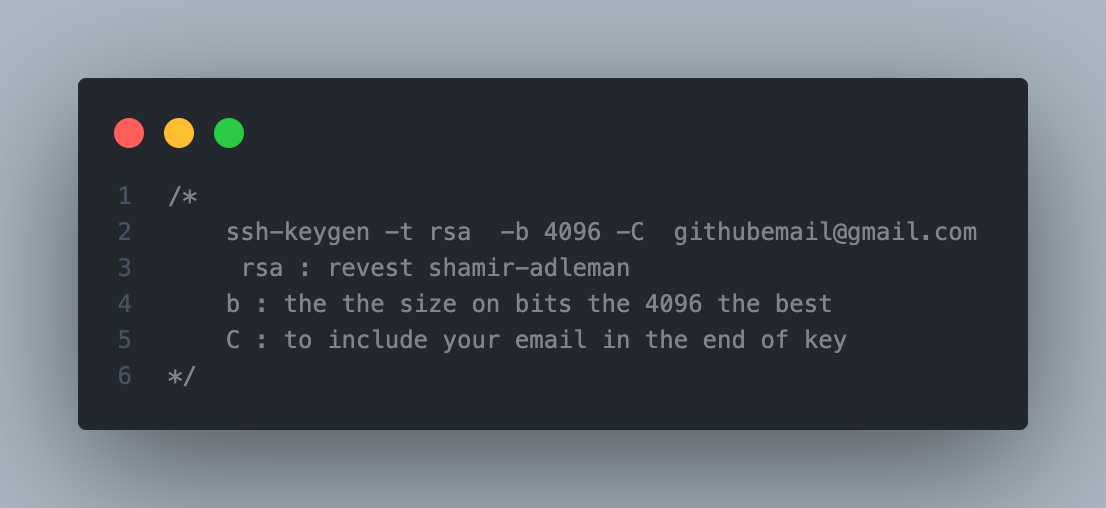 1 /*
2 ssh-keygen -t rsa  -b 4096 -C  githubemail@gmail.com
3 rsa : revest shamir-adleman
4 b : the the size on bits the 4096 the best
5 C : to include your email in the end of key
6 */